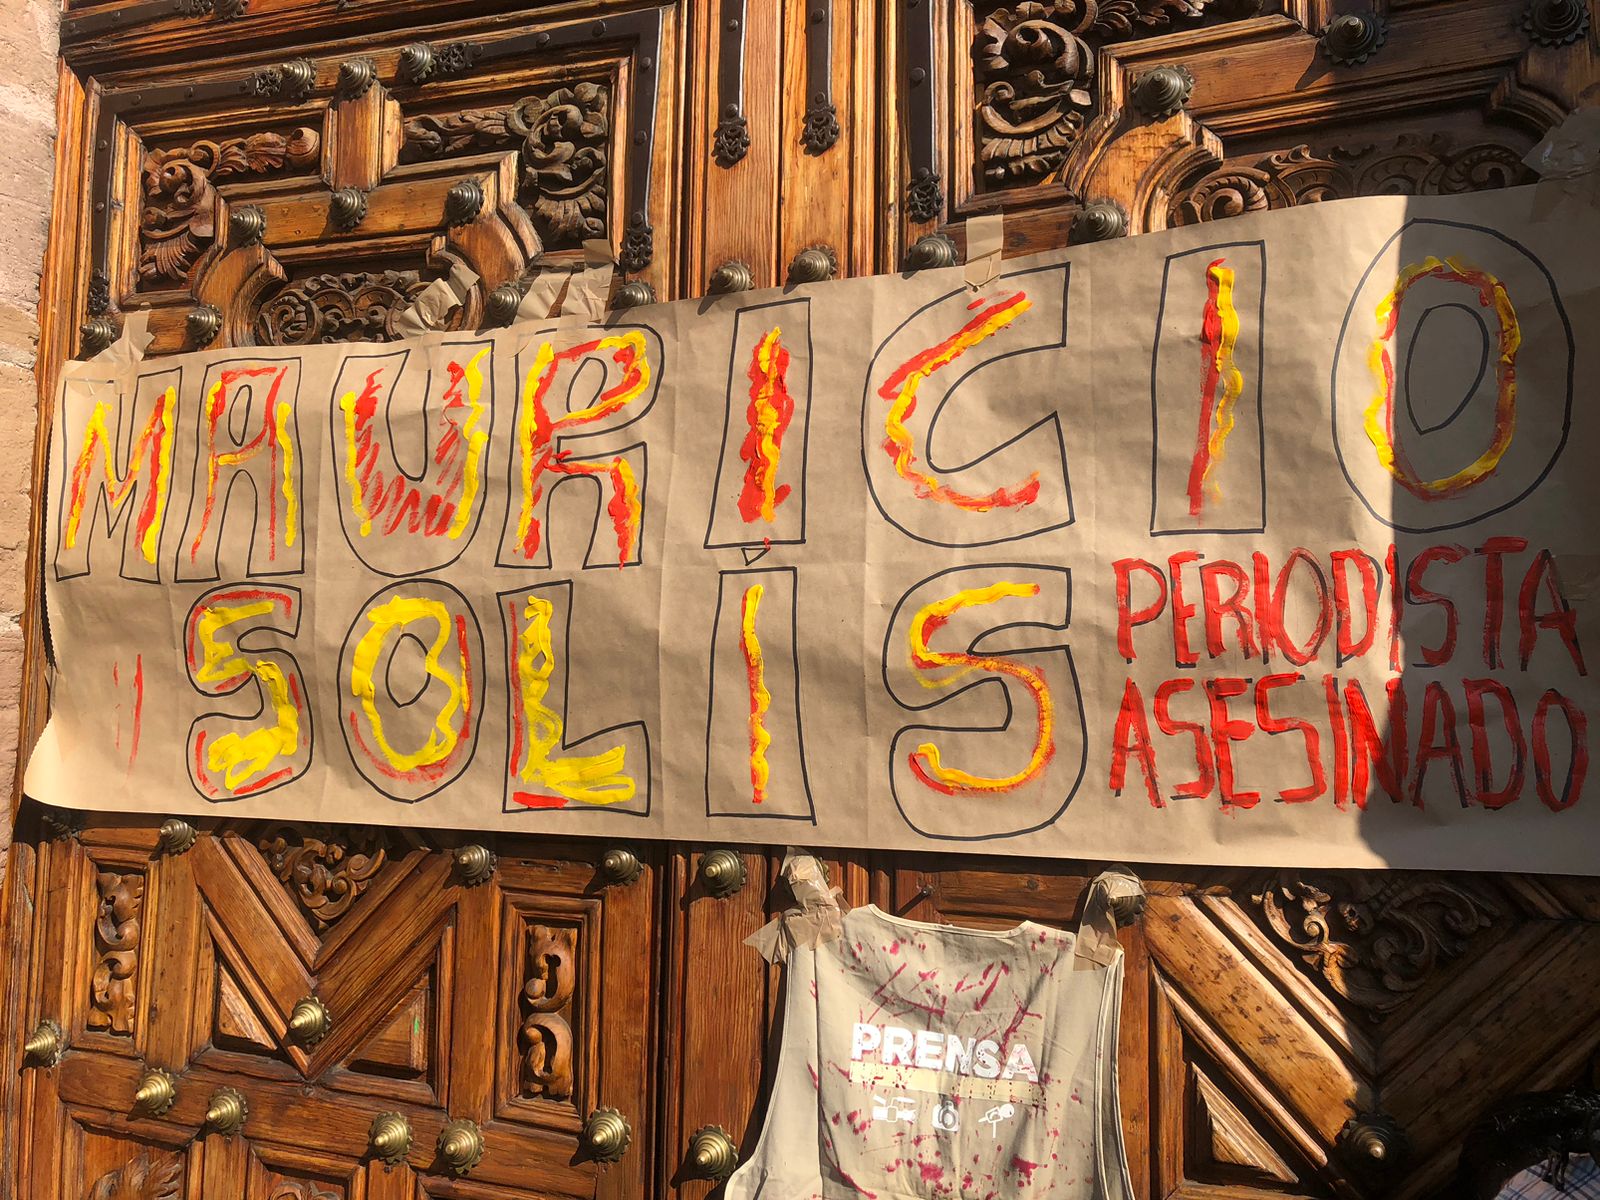 MAURICIO
SOLÍS
PERIODISTA
ASESINADO
PRENSA